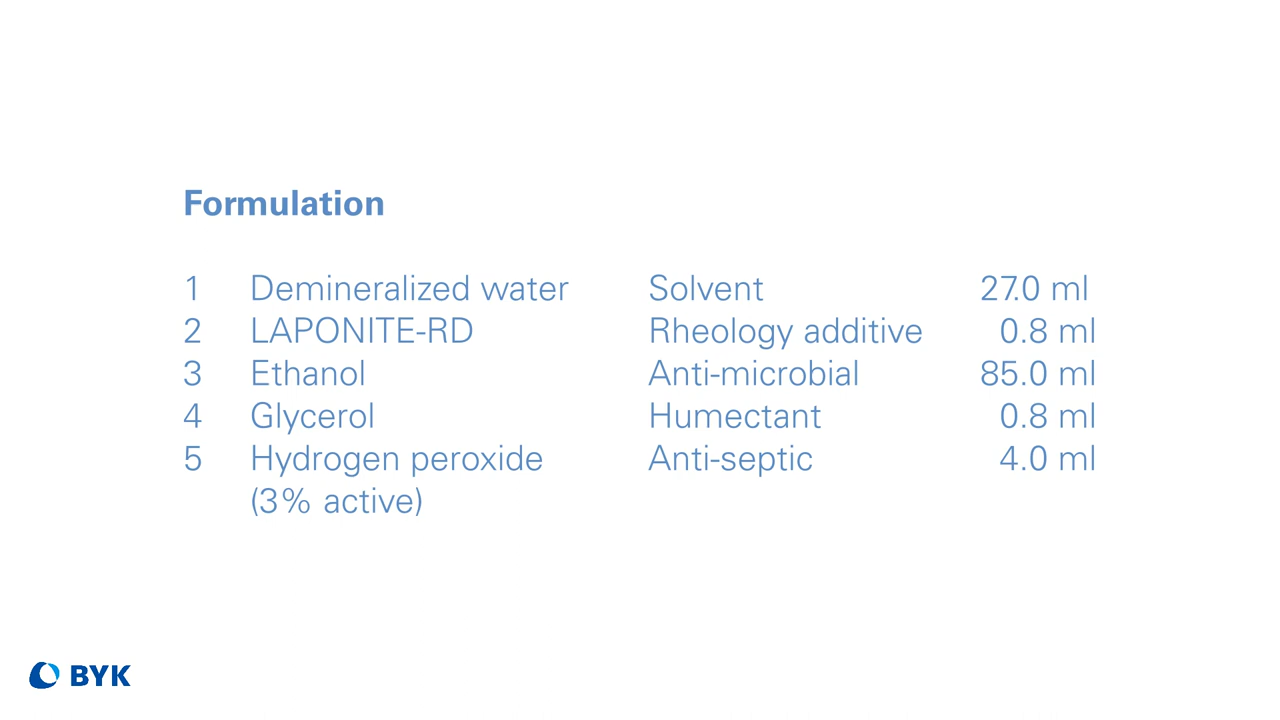 Formulation
1 Demineralized water Solvent 27.0 ml
2 LAPONITE-RD Rheology additive 0.8 ml
3 Ethanol Anti-microbial 85.0 ml
4 Glycerol Humectant 0.8 ml
5 Hydrogen peroxide Anti-septic 4.0 ml
(3% active)
BYK